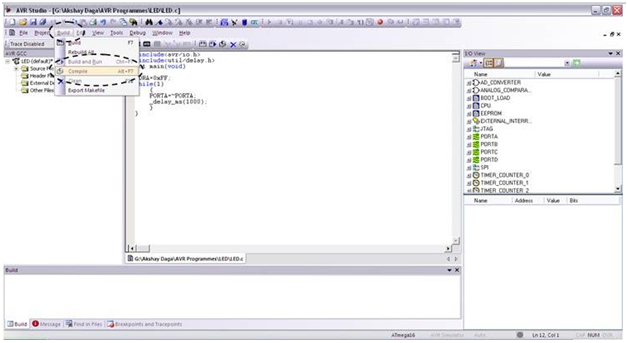 AVR Studio - [G:\Akshay Daga\AVR Programmes\LED\LED.c]
File Project Build Edit View Tools Debug Window Help
Trace Disabled
AVR GCC
LED (default)*
Source
Header
External
Other Files
Build F7
Rebuild All
Build and Run
Compile Alt+F7
Clean
Export Makefile
include<avr/io.h>
include<util/delay.h>
main(void)
RA=0xFF;
hile(1)
{
PORTA=~PORTA;
_delay_ms(1000);
}
}
G:\Akshay Daga\AVR Programmes\LED\LED.c
I/O View
Name Value
AD_CONVERTER
ANALOG_COMPARA...
BOOT_LOAD
CPU
EEPROM
EXTERNAL_INTERR...
JTAG
PORTA
PORTB
PORTC
PORTD
SPI
TIMER_COUNTER_0
TIMER_COUNTER_1
TIMER_COUNTER_2
Name Address Value Bits
Build
Build Message Find in Files Breakpoints and Tracepoints
ATmega16 AVR Simulator Auto Ln 12, Col 1 CAP NUM OVR